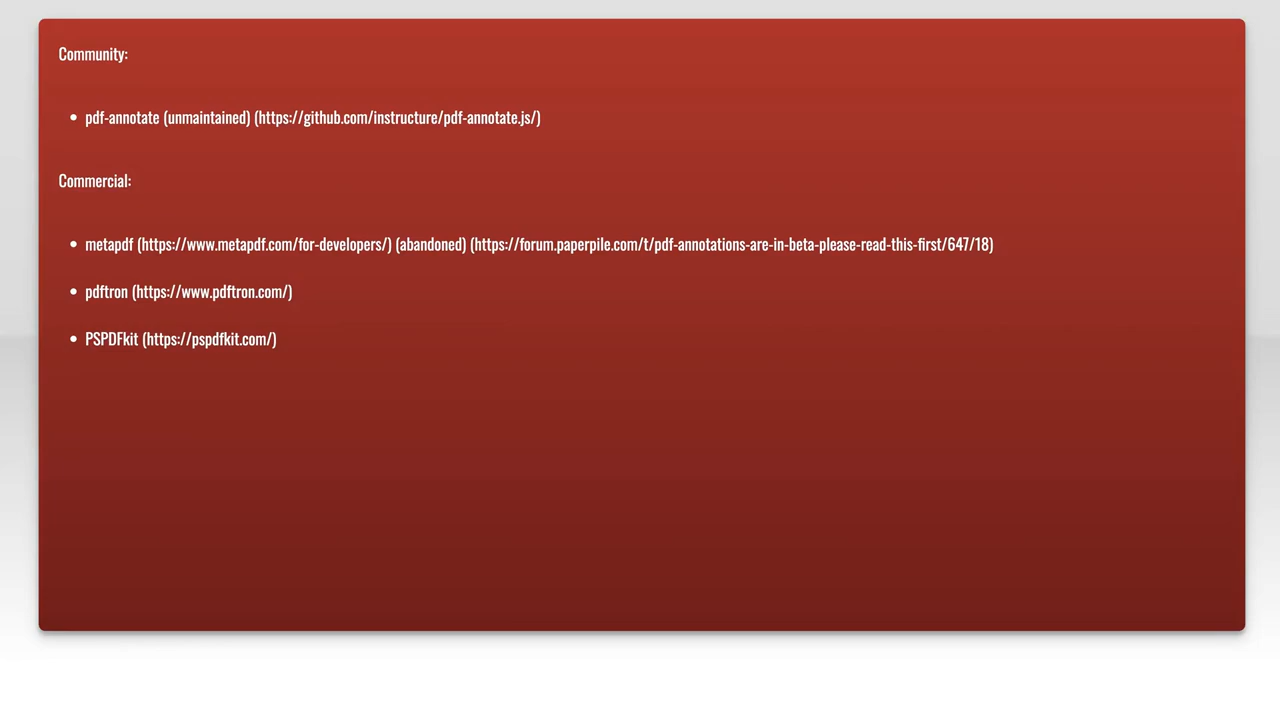 Community:
• pdf-annotate (unmaintained) (https://github.com/instructure/pdf-annotate.js/)
Commercial:
• metapdf (https://www.metapdf.com/for-developers/) (abandoned) (https://forum.paperpile.com/t/pdf-annotations-are-in-beta-please-read-this-first/647/18)
• pdftron (https://www.pdftron.com/)
• PSPDFkit (https://pspdfkit.com/)